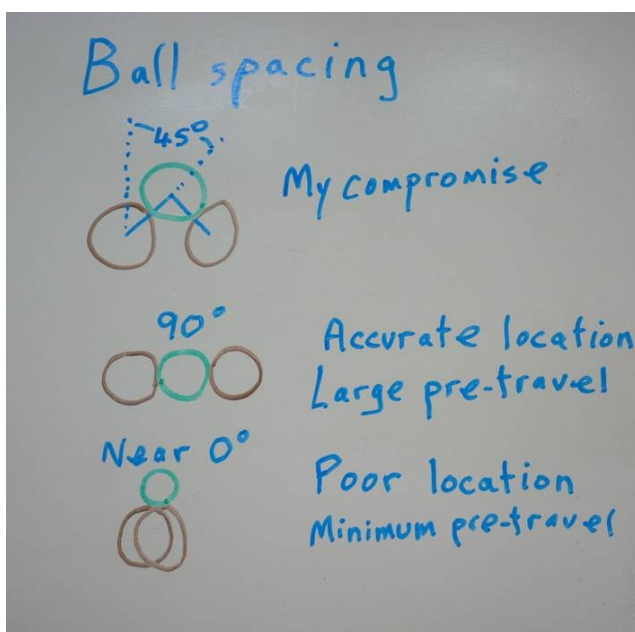 Ball spacing
45°
My compromise
90°
Accurate location
Large pre-travel
Near 0°
Poor location
Minimum pre-travel